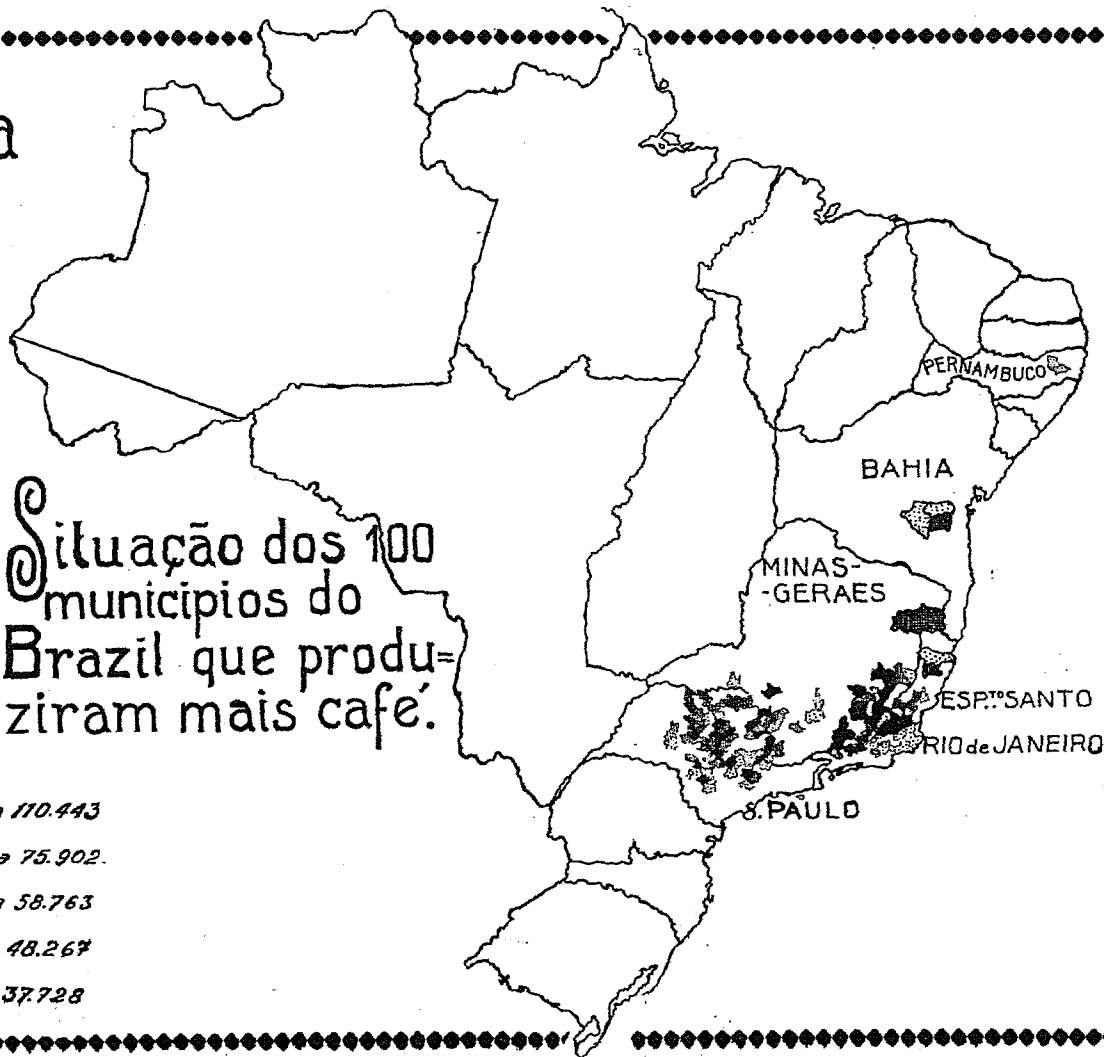 a
PERNAMBUCO
BAHIA
MINAS-
-GERAES
Situação dos 100
municipios do
Brazil que produ=
ziram mais café.
ESP.TO SANTO
RIO de JANEIRO
S. PAULO
a 110.443
a 75.902.
a 58.763
48.267
37.728